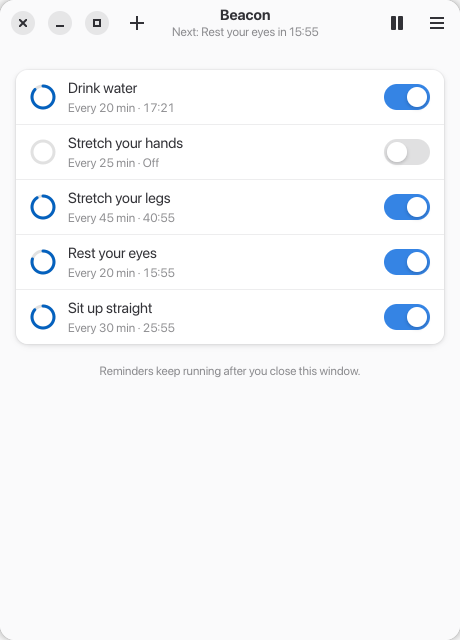 Beacon
Next: Rest your eyes in 15:55
Drink water
Every 20 min · 17:21
Stretch your hands
Every 25 min · Off
Stretch your legs
Every 45 min · 40:55
Rest your eyes
Every 20 min · 15:55
Sit up straight
Every 30 min · 25:55
Reminders keep running after you close this window.